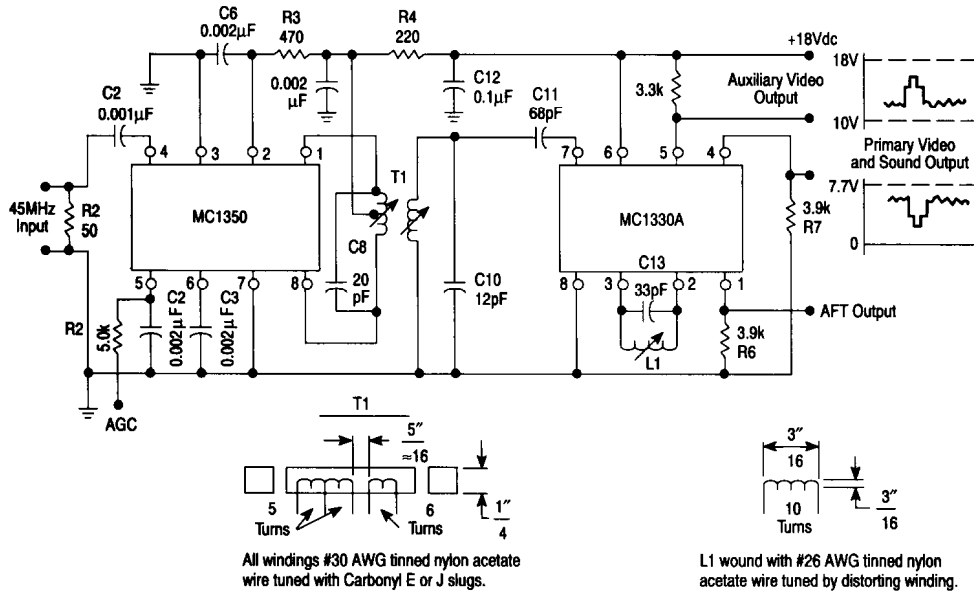 C6
0.002μF
R3
470
R4
220
+18Vdc
18V
C2
0.001μF
0.002
μF
C12
0.1μF
C11
68pF
3.3k
Auxiliary Video
Output
10V
4
3
2
1
7
6
5
4
Primary Video
and Sound Output
T1
7.7V
45MHz
Input
R2
50
MC1350
MC1330A
3.9k
R7
0
C8
20
pF
C10
12pF
C13
33pF
5
C2
6
C3
7
8
8
3
2
1
AFT Output
R2
5.0k
0.002μF
0.002μF
L1
3.9k
R6
AGC
T1
5″
≈16
3″
16
5
Turns
6
Turns
1″
4
10
Turns
3″
16
All windings #30 AWG tinned nylon acetate
wire tuned with Carbonyl E or J slugs.
L1 wound with #26 AWG tinned nylon
acetate wire tuned by distorting winding.